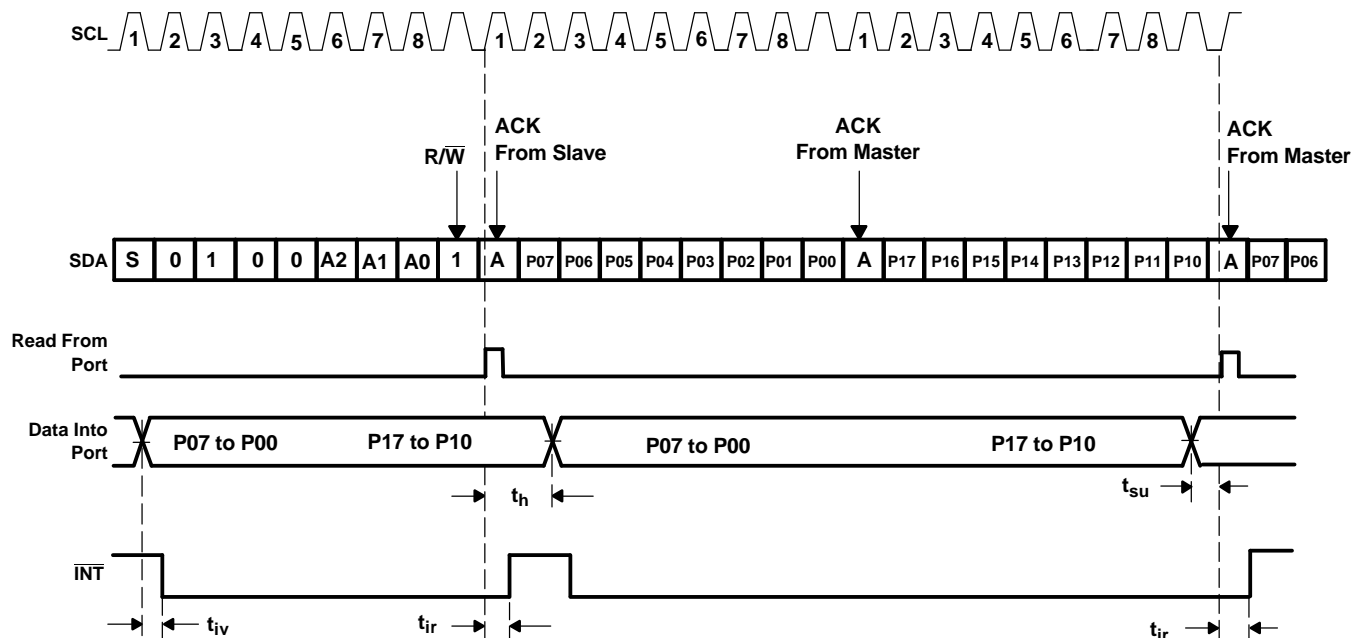 SCL 1 2 3 4 5 6 7 8 1 2 3 4 5 6 7 8 1 2 3 4 5 6 7 8
R/W̅
ACK
From Slave
ACK
From Master
ACK
From Master
SDA S 0 1 0 0 A2 A1 A0 1 A P07 P06 P05 P04 P03 P02 P01 P00 A P17 P16 P15 P14 P13 P12 P11 P10 A P07 P06
Read From
Port
Data Into
Port
P07 to P00 P17 to P10 P07 to P00 P17 to P10
th tsu
I̅N̅T̅
tiv tir tir